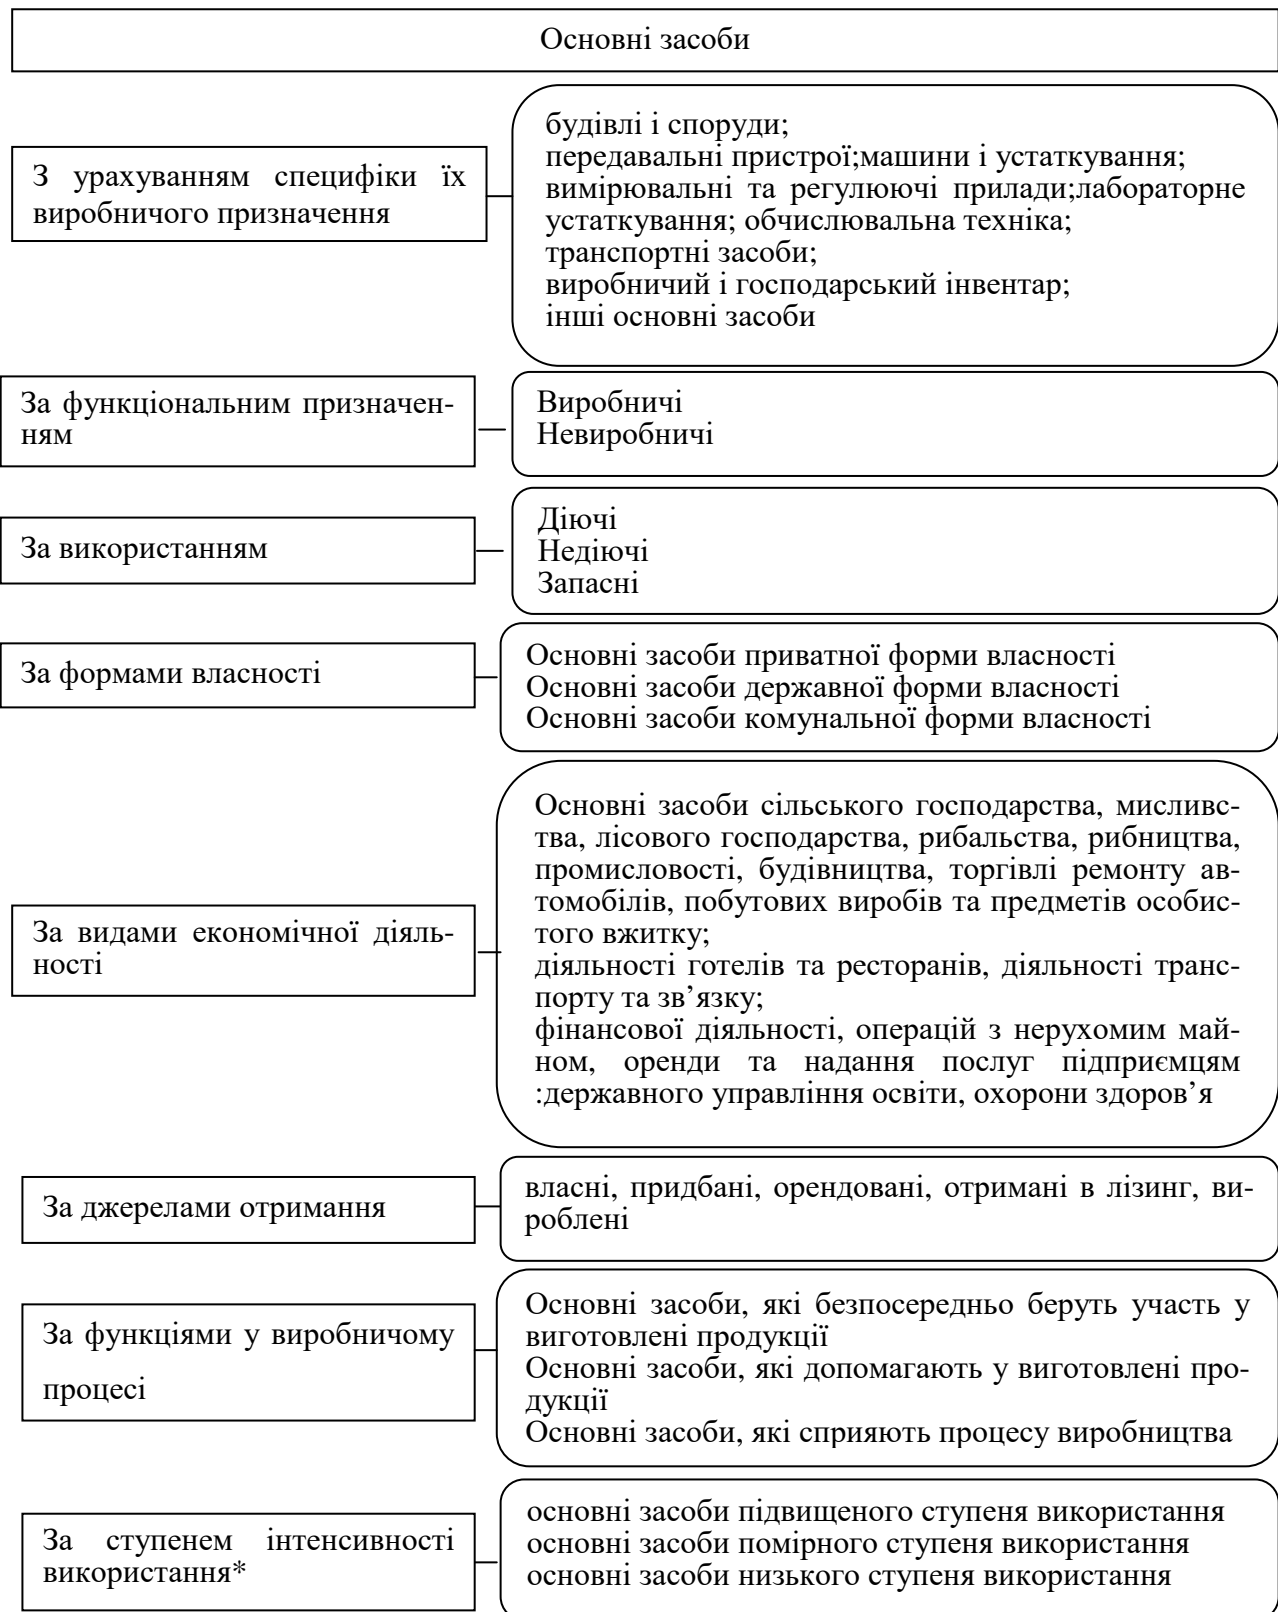 Основні засоби
З урахуванням специфіки їх
виробничого призначення
будівлі і споруди;
передавальні пристрої;машини і устаткування;
вимірювальні та регулюючі прилади;лабораторне
устаткування; обчислювальна техніка;
транспортні засоби;
виробничий і господарський інвентар;
інші основні засоби
За функціональним призначен-
ням
Виробничі
Невиробничі
За використанням
Діючі
Недіючі
Запасні
За формами власності
Основні засоби приватної форми власності
Основні засоби державної форми власності
Основні засоби комунальної форми власності
За видами економічної діяль-
ності
Основні засоби сільського господарства, мисливс-
тва, лісового господарства, рибальства, рибництва,
промисловості, будівництва, торгівлі ремонту ав-
томобілів, побутових виробів та предметів особис-
того вжитку;
діяльності готелів та ресторанів, діяльності транс-
порту та зв’язку;
фінансової діяльності, операцій з нерухомим май-
ном, оренди та надання послуг підприємцям
:державного управління освіти, охорони здоров’я
За джерелами отримання
власні, придбані, орендовані, отримані в лізинг, ви-
роблені
За функціями у виробничому
процесі
Основні засоби, які безпосередньо беруть участь у
виготовлені продукції
Основні засоби, які допомагають у виготовлені про-
дукції
Основні засоби, які сприяють процесу виробництва
За ступенем інтенсивності
використання*
основні засоби підвищеного ступеня використання
основні засоби помірного ступеня використання
основні засоби низького ступеня використання